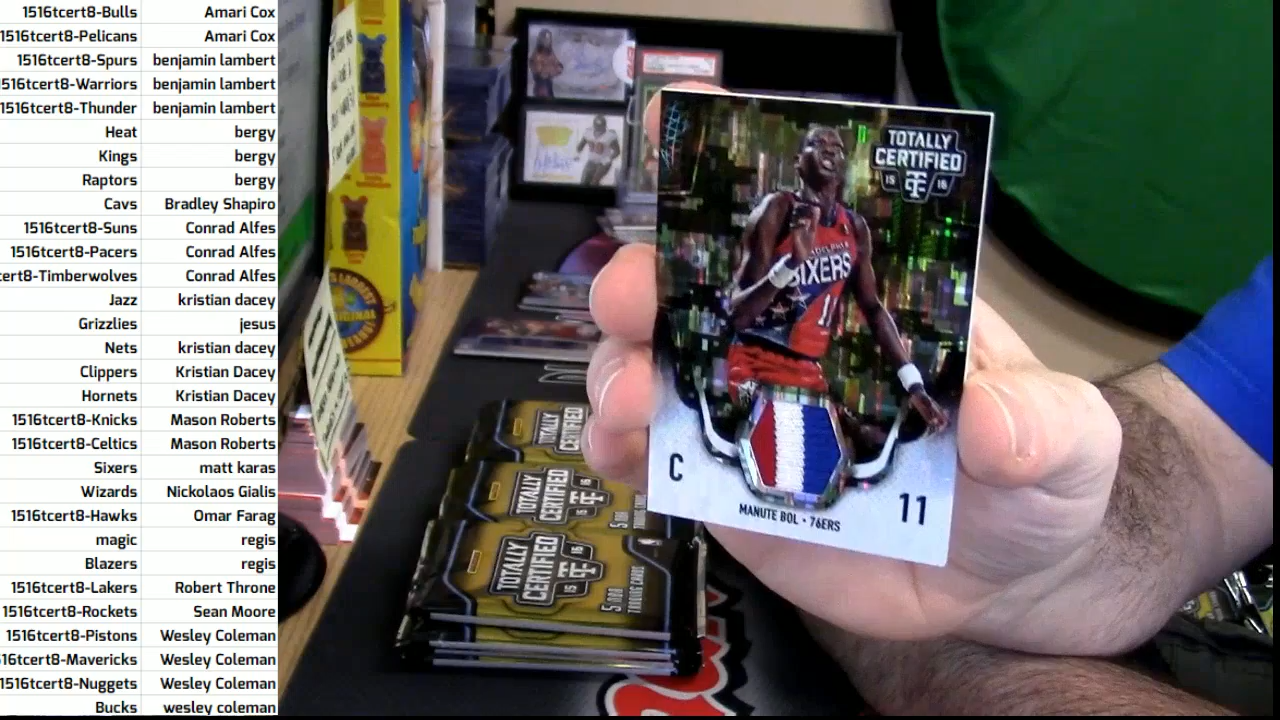 1516tcert8-Bulls Amari Cox
1516tcert8-Pelicans Amari Cox
1516tcert8-Spurs benjamin lambert
1516tcert8-Warriors benjamin lambert
1516tcert8-Thunder benjamin lambert
Heat bergy
Kings bergy
Raptors bergy
Cavs Bradley Shapiro
1516tcert8-Suns Conrad Alfes
1516tcert8-Pacers Conrad Alfes
cert8-Timberwolves Conrad Alfes
Jazz kristian dacey
Grizzlies jesus
Nets kristian dacey
Clippers Kristian Dacey
Hornets Kristian Dacey
1516tcert8-Knicks Mason Roberts
1516tcert8-Celtics Mason Roberts
Sixers matt karas
Wizards Nickolaos Gialis
1516tcert8-Hawks Omar Farag
magic regis
Blazers regis
1516tcert8-Lakers Robert Throne
1516tcert8-Rockets Sean Moore
1516tcert8-Pistons Wesley Coleman
16tcert8-Mavericks Wesley Coleman
1516tcert8-Nuggets Wesley Coleman
Bucks wesley coleman
TOTALLY
CERTIFIED
15 TC 16
SIXERS
11
C
11
MANUTE BOL • 76ERS
TOTALLY
CERTIFIED
TOTALLY
CERTIFIED
TOTALLY
CERTIFIED
15 TC 16
5 NBA
TRADING CARDS
ORIGINAL